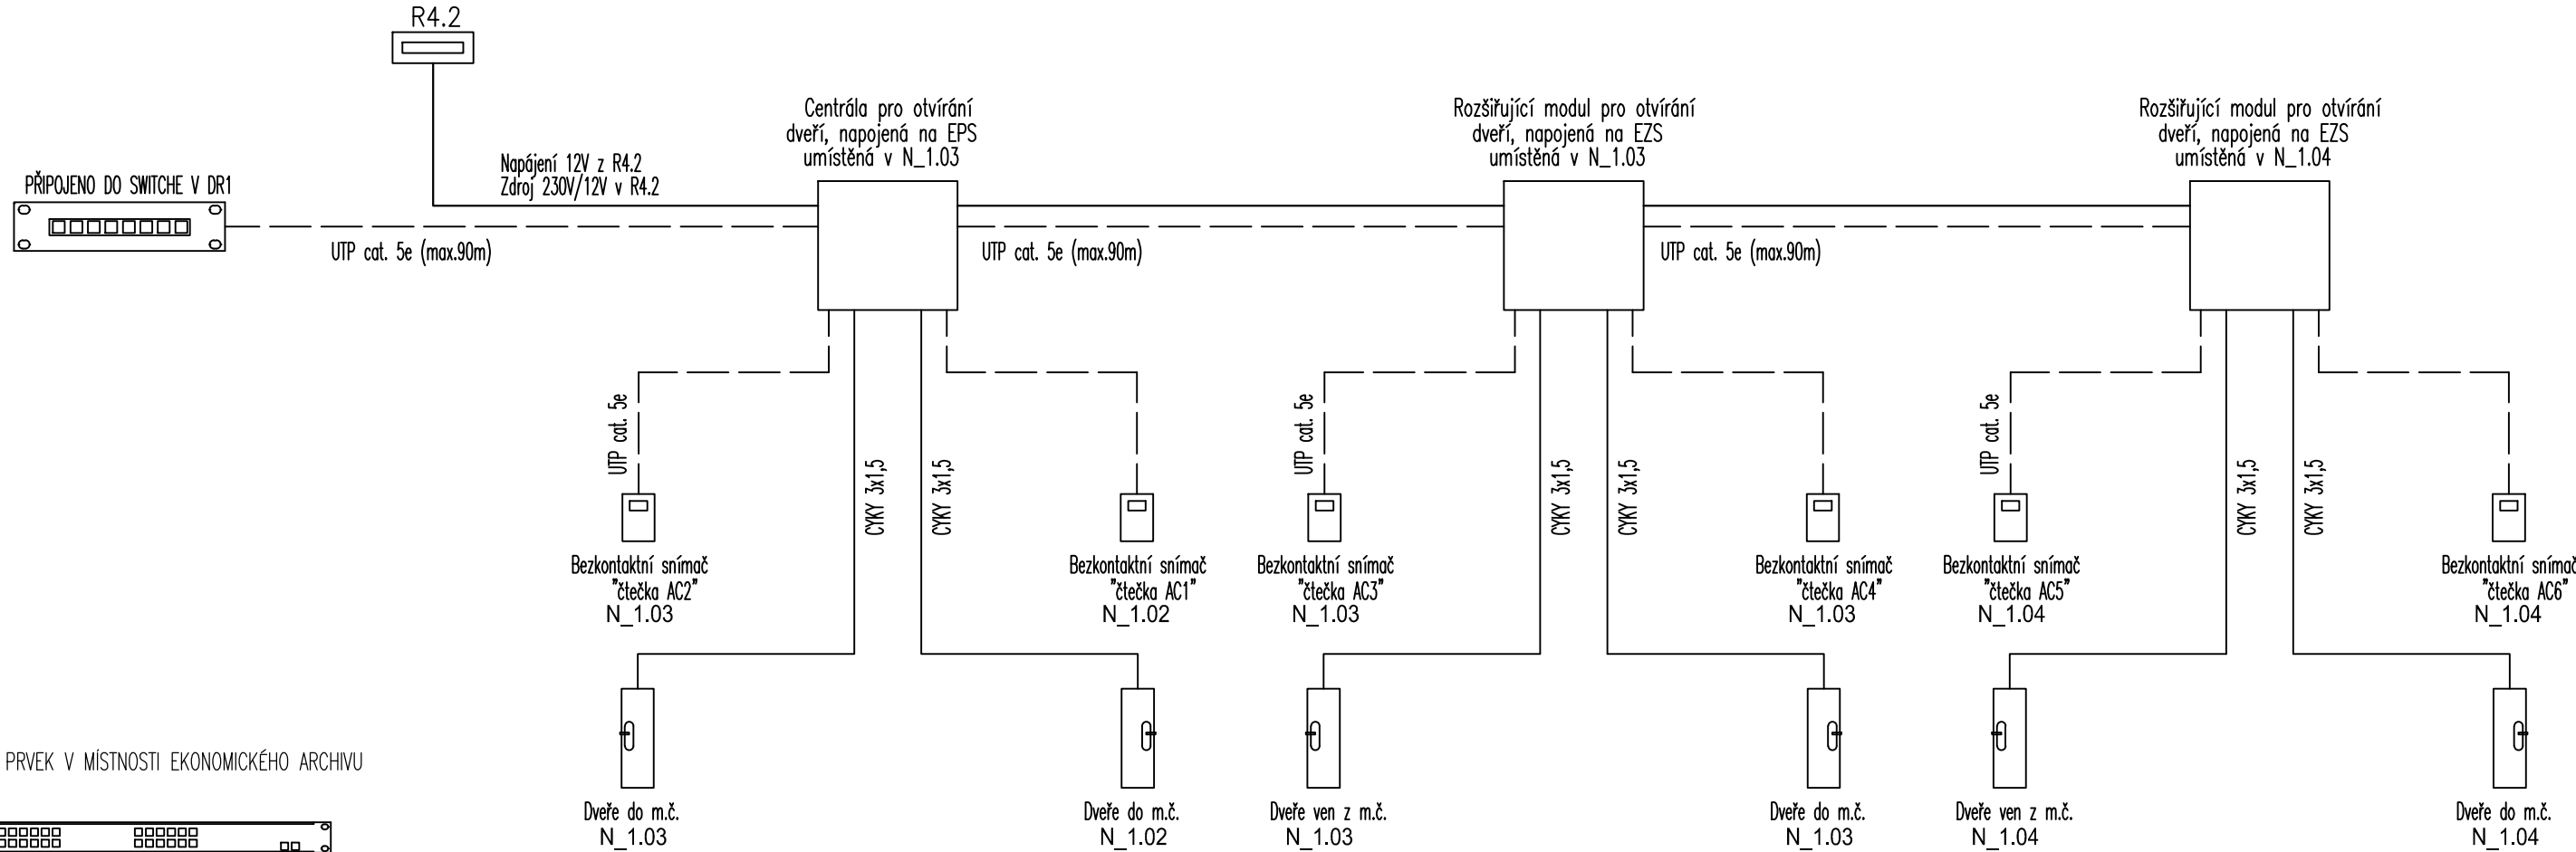 R4.2
Centrála pro otvírání
dveří, napojená na EPS
umístěná v N_1.03
Rozšiřující modul pro otvírání
dveří, napojená na EZS
umístěná v N_1.03
Rozšiřující modul pro otvírání
dveří, napojená na EZS
umístěná v N_1.04
Napájení 12V z R4.2
Zdroj 230V/12V v R4.2
PŘIPOJENO DO SWITCHE V DR1
UTP cat. 5e (max.90m)
UTP cat. 5e (max.90m)
UTP cat. 5e (max.90m)
UTP cat. 5e
CYKY 3x1,5
CYKY 3x1,5
UTP cat. 5e
CYKY 3x1,5
CYKY 3x1,5
UTP cat. 5e
CYKY 3x1,5
CYKY 3x1,5
Bezkontaktní snímač
"čtečka AC2"
N_1.03
Bezkontaktní snímač
"čtečka AC1"
N_1.02
Bezkontaktní snímač
"čtečka AC3"
N_1.03
Bezkontaktní snímač
"čtečka AC4"
N_1.03
Bezkontaktní snímač
"čtečka AC5"
N_1.04
Bezkontaktní snímač
"čtečka AC6"
N_1.04
PRVEK V MÍSTNOSTI EKONOMICKÉHO ARCHIVU
Dveře do m.č.
N_1.03
Dveře do m.č.
N_1.02
Dveře ven z m.č.
N_1.03
Dveře do m.č.
N_1.03
Dveře ven z m.č.
N_1.04
Dveře do m.č.
N_1.04